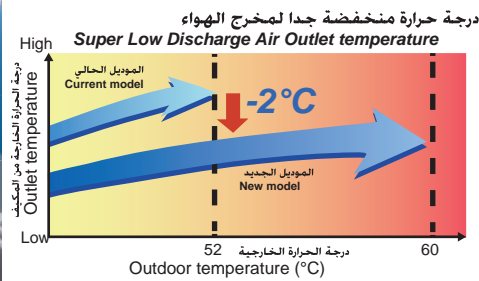 درجة حرارة منخفضة جدا لمخرج الهواء
Super Low Discharge Air Outlet temperature
High
الموديل الحالي
Current model
-2°C
درجة الحرارة الخارجة من المكيف
Outlet temperature
الموديل الجديد
New model
Low
52
درجة الحرارة الخارجية
60
Outdoor temperature (°C)